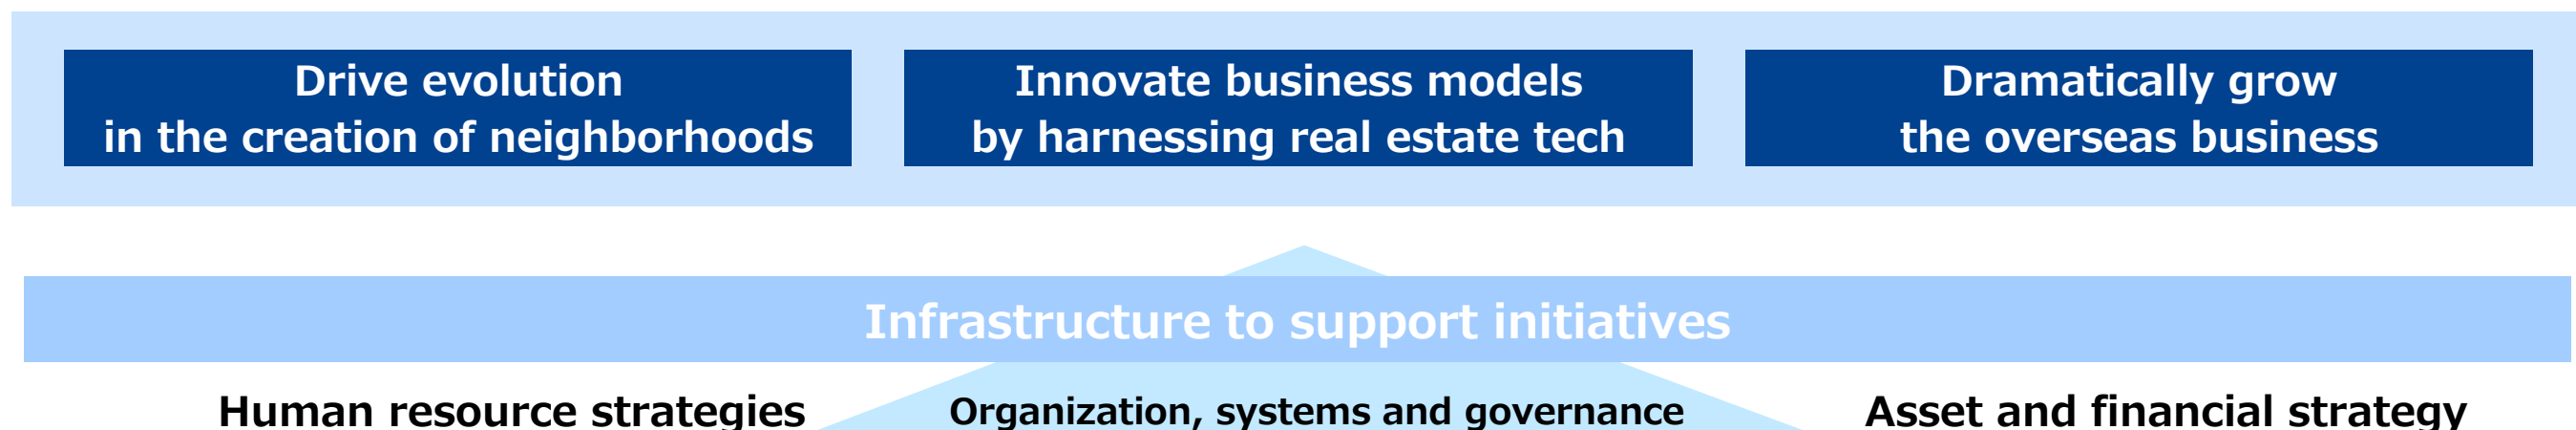 Drive evolution
in the creation of neighborhoods
Innovate business models
by harnessing real estate tech
Dramatically grow
the overseas business
Infrastructure to support initiatives
Human resource strategies
Organization, systems and governance
Asset and financial strategy